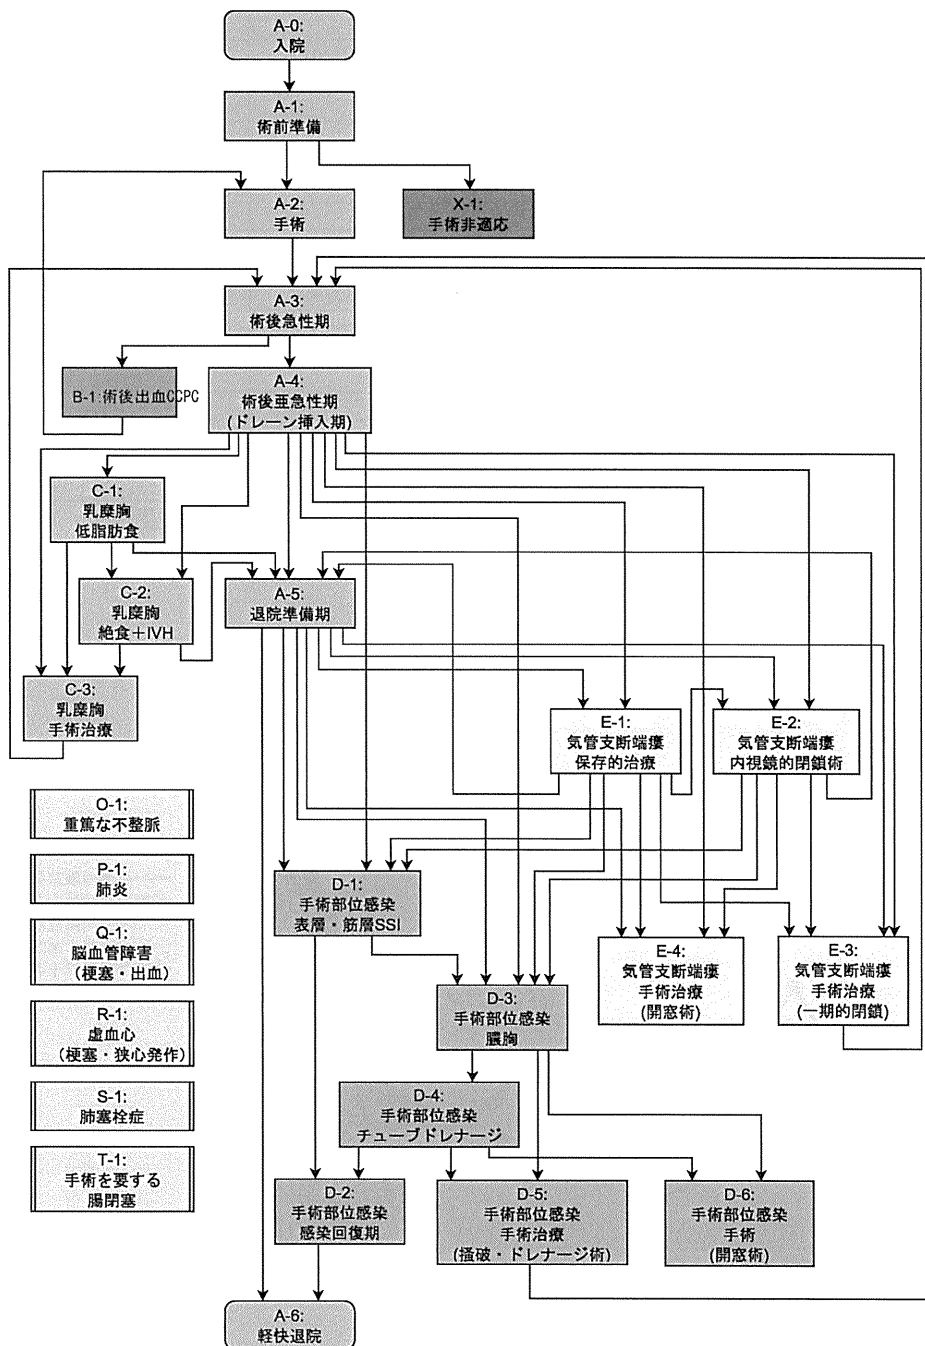 A-0:
入院
A-1:
術前準備
A-2:
手術
X-1:
手術非適応
A-3:
術後急性期
B-1:術後出血CCPC
A-4:
術後亜急性期
(ドレーン挿入期)
C-1:
乳糜胸
低脂肪食
C-2:
乳糜胸
絶食+IVH
A-5:
退院準備期
C-3:
乳糜胸
手術治療
E-1:
気管支断端瘻
保存的治療
E-2:
気管支断端瘻
内視鏡的閉鎖術
O-1:
重篤な不整脈
P-1:
肺炎
Q-1:
脳血管障害
(梗塞・出血)
R-1:
虚血心
(梗塞・狭心発作)
S-1:
肺塞栓症
T-1:
手術を要する
腸閉塞
D-1:
手術部位感染
表層・筋層SSI
E-4:
気管支断端瘻
手術治療
(開窓術)
E-3:
気管支断端瘻
手術治療
(一期的閉鎖)
D-3:
手術部位感染
膿胸
D-4:
手術部位感染
チューブドレナージ
D-2:
手術部位感染
感染回復期
D-5:
手術部位感染
手術治療
(掻破・ドレナージ術)
D-6:
手術部位感染
手術
(開窓術)
A-6:
軽快退院